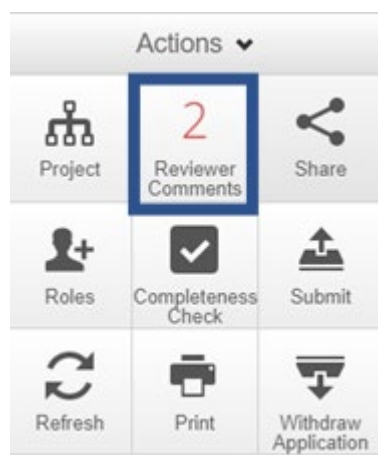 Actions
Project
2
Reviewer
Comments
Share
Roles
Completeness
Check
Submit
Refresh
Print
Withdraw
Application